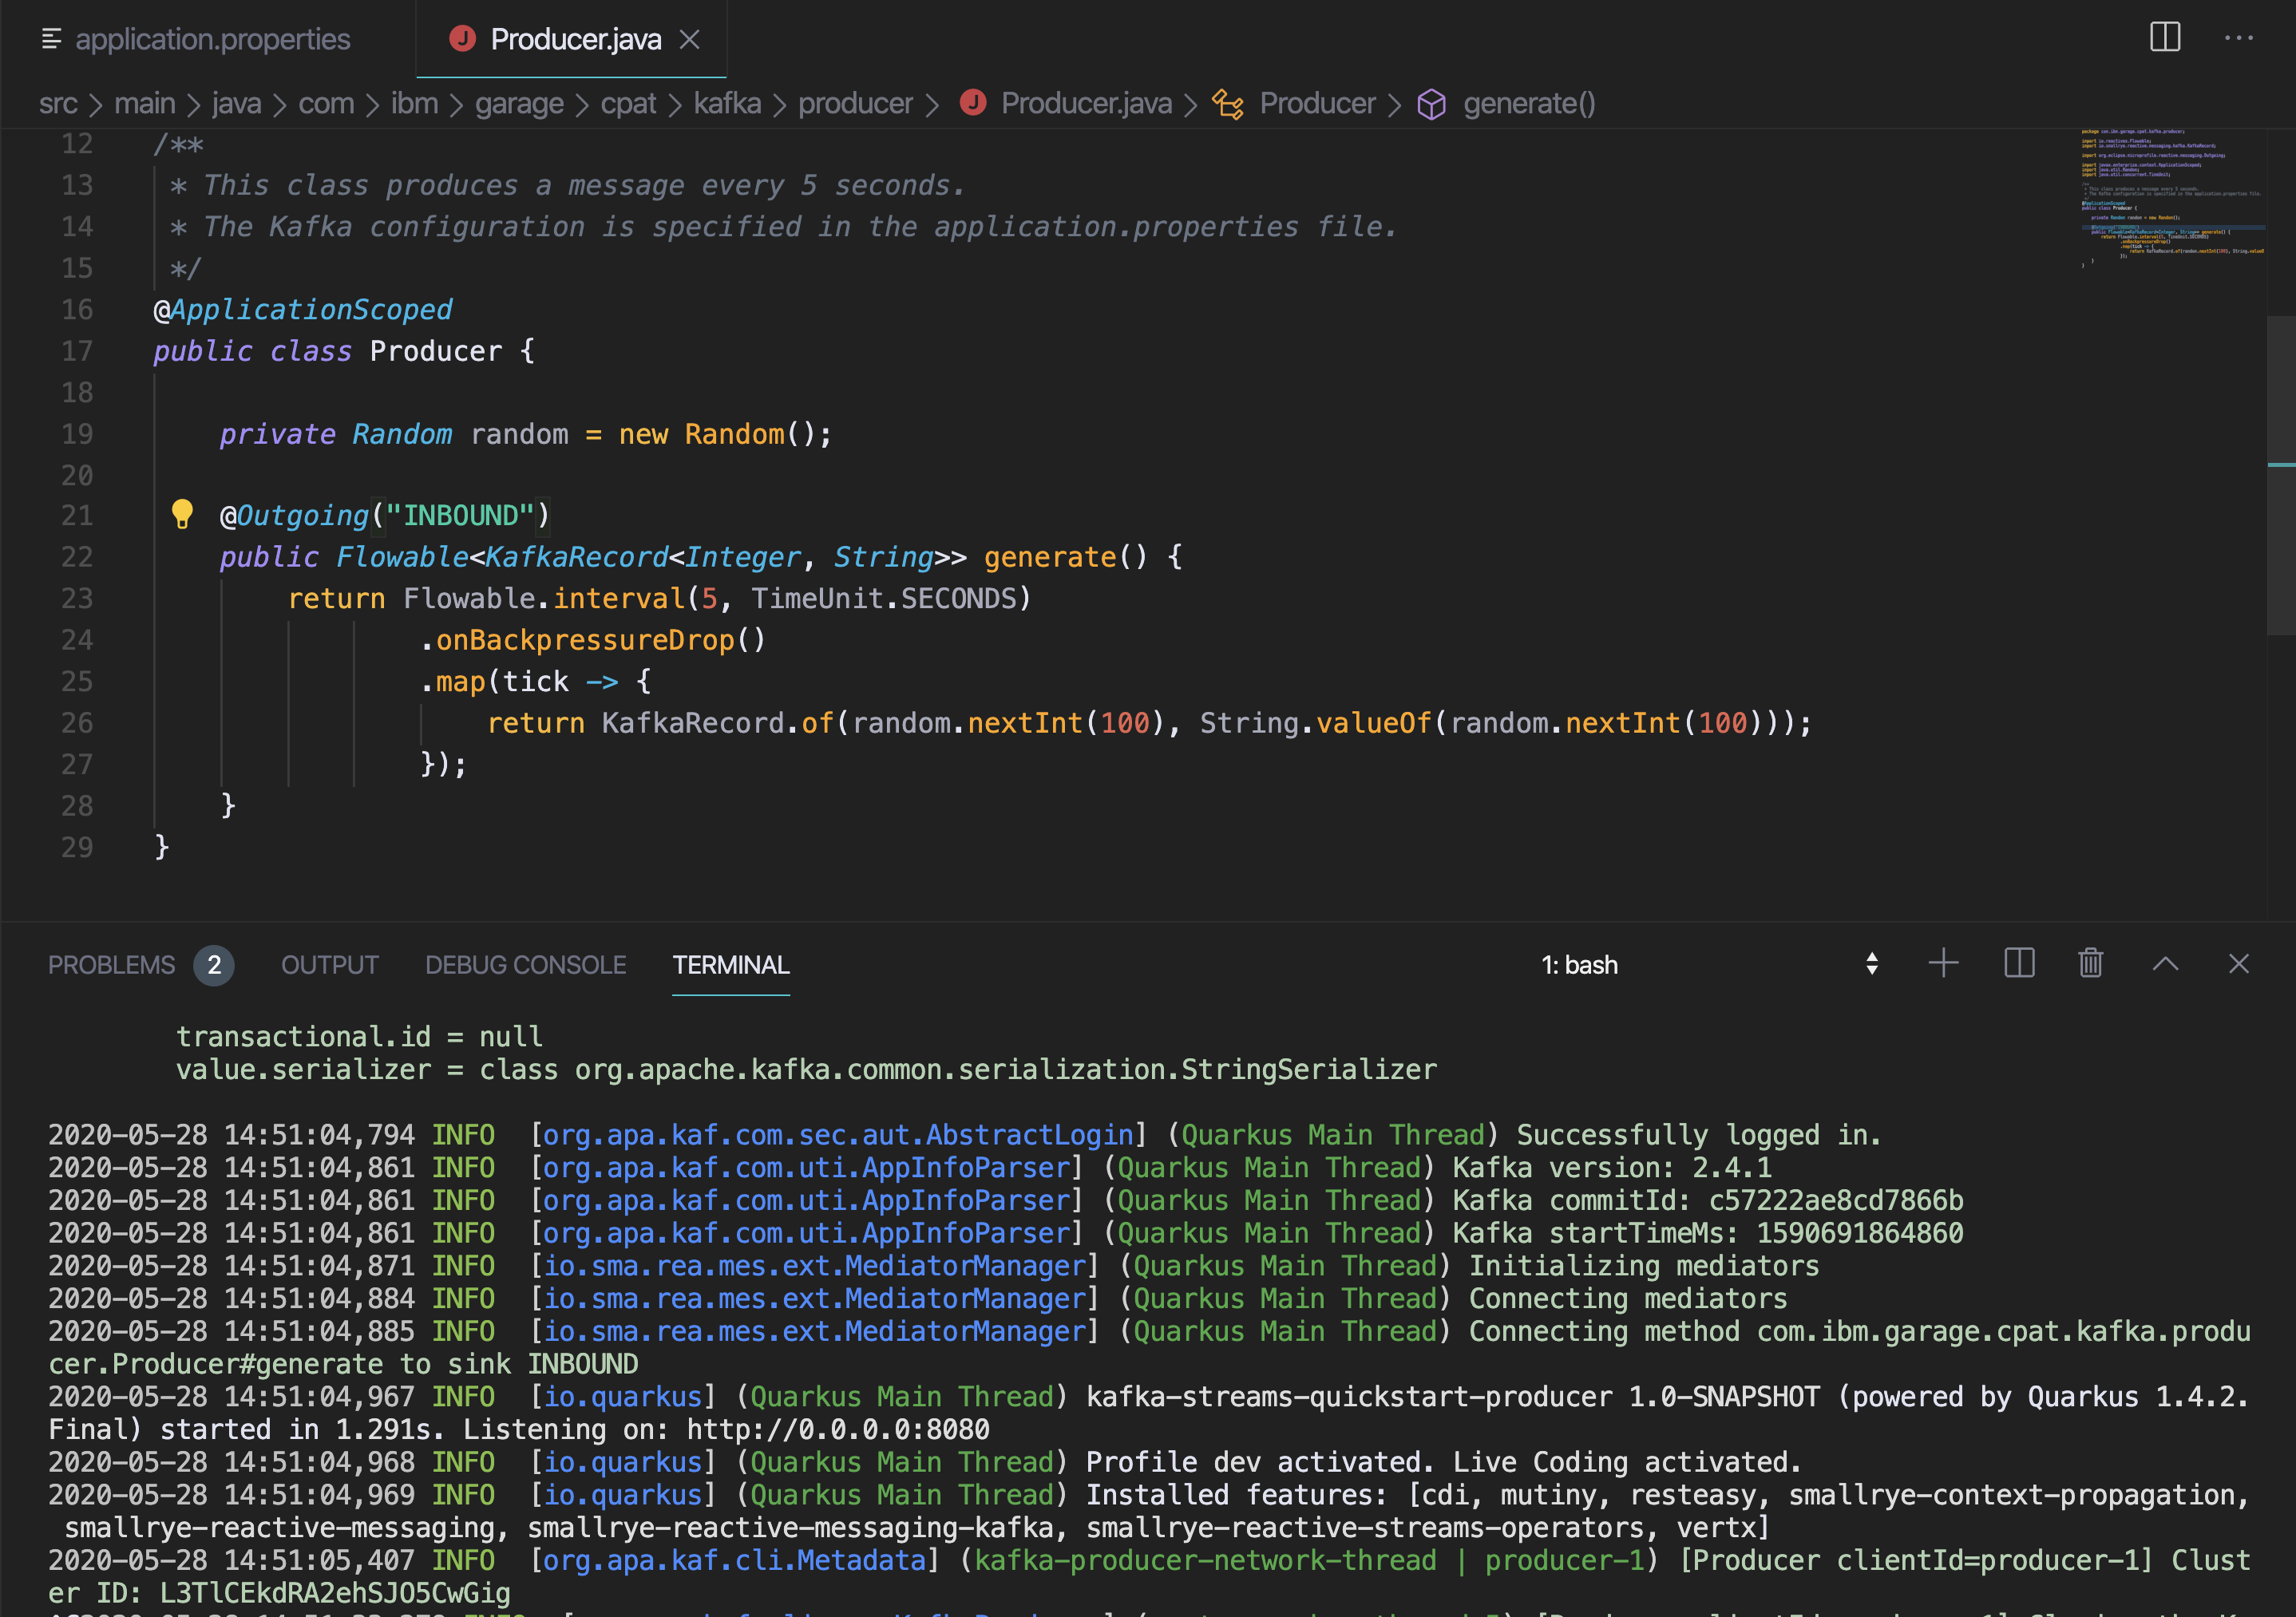 application.properties
Producer.java
src > main > java > com > ibm > garage > cpat > kafka > producer > Producer.java > Producer > generate()
12 /**
13 * This class produces a message every 5 seconds.
14 * The Kafka configuration is specified in the application.properties file.
15 */
16 @ApplicationScoped
17 public class Producer {
18
19 private Random random = new Random();
20
21 @Outgoing("INBOUND")
22 public Flowable<KafkaRecord<Integer, String>> generate() {
23 return Flowable.interval(5, TimeUnit.SECONDS)
24 .onBackpressureDrop()
25 .map(tick -> {
26 return KafkaRecord.of(random.nextInt(100), String.valueOf(random.nextInt(100)));
27 });
28 }
29 }
PROBLEMS 2 OUTPUT DEBUG CONSOLE TERMINAL 1: bash
transactional.id = null
value.serializer = class org.apache.kafka.common.serialization.StringSerializer
2020-05-28 14:51:04,794 INFO [org.apa.kaf.com.sec.aut.AbstractLogin] (Quarkus Main Thread) Successfully logged in.
2020-05-28 14:51:04,861 INFO [org.apa.kaf.com.uti.AppInfoParser] (Quarkus Main Thread) Kafka version: 2.4.1
2020-05-28 14:51:04,861 INFO [org.apa.kaf.com.uti.AppInfoParser] (Quarkus Main Thread) Kafka commitId: c57222ae8cd7866b
2020-05-28 14:51:04,861 INFO [org.apa.kaf.com.uti.AppInfoParser] (Quarkus Main Thread) Kafka startTimeMs: 1590691864860
2020-05-28 14:51:04,871 INFO [io.sma.rea.mes.ext.MediatorManager] (Quarkus Main Thread) Initializing mediators
2020-05-28 14:51:04,884 INFO [io.sma.rea.mes.ext.MediatorManager] (Quarkus Main Thread) Connecting mediators
2020-05-28 14:51:04,885 INFO [io.sma.rea.mes.ext.MediatorManager] (Quarkus Main Thread) Connecting method com.ibm.garage.cpat.kafka.produ
cer.Producer#generate to sink INBOUND
2020-05-28 14:51:04,967 INFO [io.quarkus] (Quarkus Main Thread) kafka-streams-quickstart-producer 1.0-SNAPSHOT (powered by Quarkus 1.4.2.
Final) started in 1.291s. Listening on: http://0.0.0.0:8080
2020-05-28 14:51:04,968 INFO [io.quarkus] (Quarkus Main Thread) Profile dev activated. Live Coding activated.
2020-05-28 14:51:04,969 INFO [io.quarkus] (Quarkus Main Thread) Installed features: [cdi, mutiny, resteasy, smallrye-context-propagation,
smallrye-reactive-messaging, smallrye-reactive-messaging-kafka, smallrye-reactive-streams-operators, vertx]
2020-05-28 14:51:05,407 INFO [org.apa.kaf.cli.Metadata] (kafka-producer-network-thread | producer-1) [Producer clientId=producer-1] Clust
er ID: L3TlCEkdRA2ehSJO5CwGig